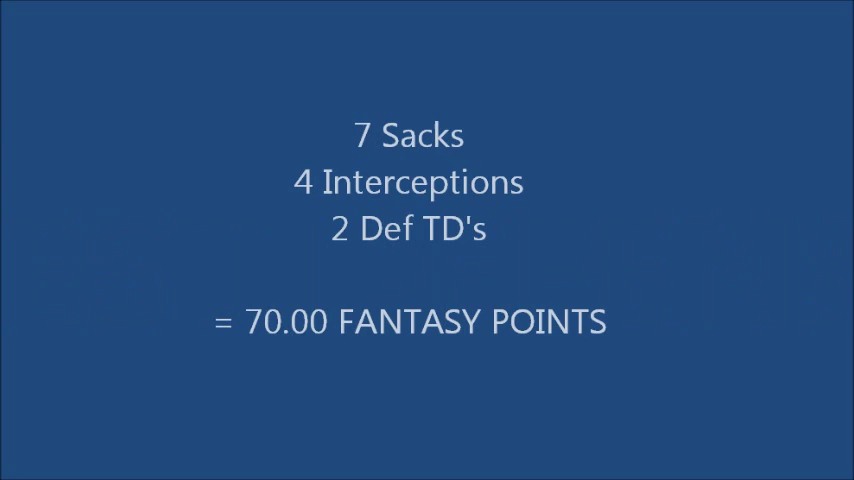 7 Sacks
4 Interceptions
2 Def TD's
= 70.00 FANTASY POINTS